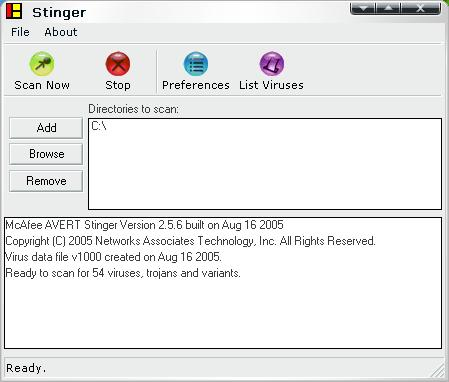 Stinger
File About
Scan Now Stop Preferences List Viruses
Directories to scan:
Add
C:\
Browse
Remove
McAfee AVERT Stinger Version 2.5.6 built on Aug 16 2005
Copyright (C) 2005 Networks Associates Technology, Inc. All Rights Reserved.
Virus data file v1000 created on Aug 16 2005.
Ready to scan for 54 viruses, trojans and variants.
Ready.